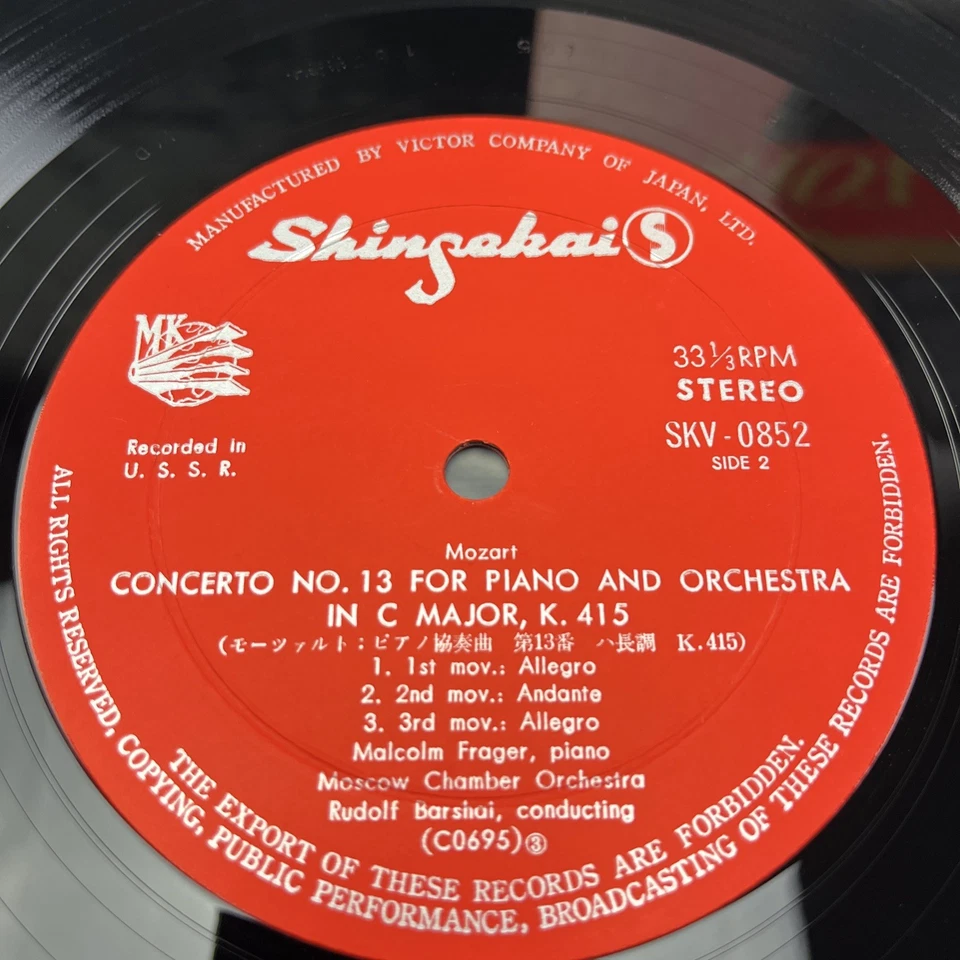 MANUFACTURED BY VICTOR COMPANY OF JAPAN, LTD.
Shinsekai S
MK
33 1/3 RPM
STEREO
SKV-0852
SIDE 2
Recorded in
U. S. S. R.
Mozart
CONCERTO NO. 13 FOR PIANO AND ORCHESTRA
IN C MAJOR, K. 415
(モーツァルト：ピアノ協奏曲 第13番 ハ長調 K.415)
1. 1st mov.: Allegro
2. 2nd mov.: Andante
3. 3rd mov.: Allegro
Malcolm Frager, piano
Moscow Chamber Orchestra
Rudolf Barshai, conducting
(C0695)③
THE EXPORT OF THESE RECORDS ARE FORBIDDEN.
ALL RIGHTS RESERVED, COPYING, PUBLIC PERFORMANCE, BROADCASTING OF THESE RECORDS ARE FORBIDDEN.